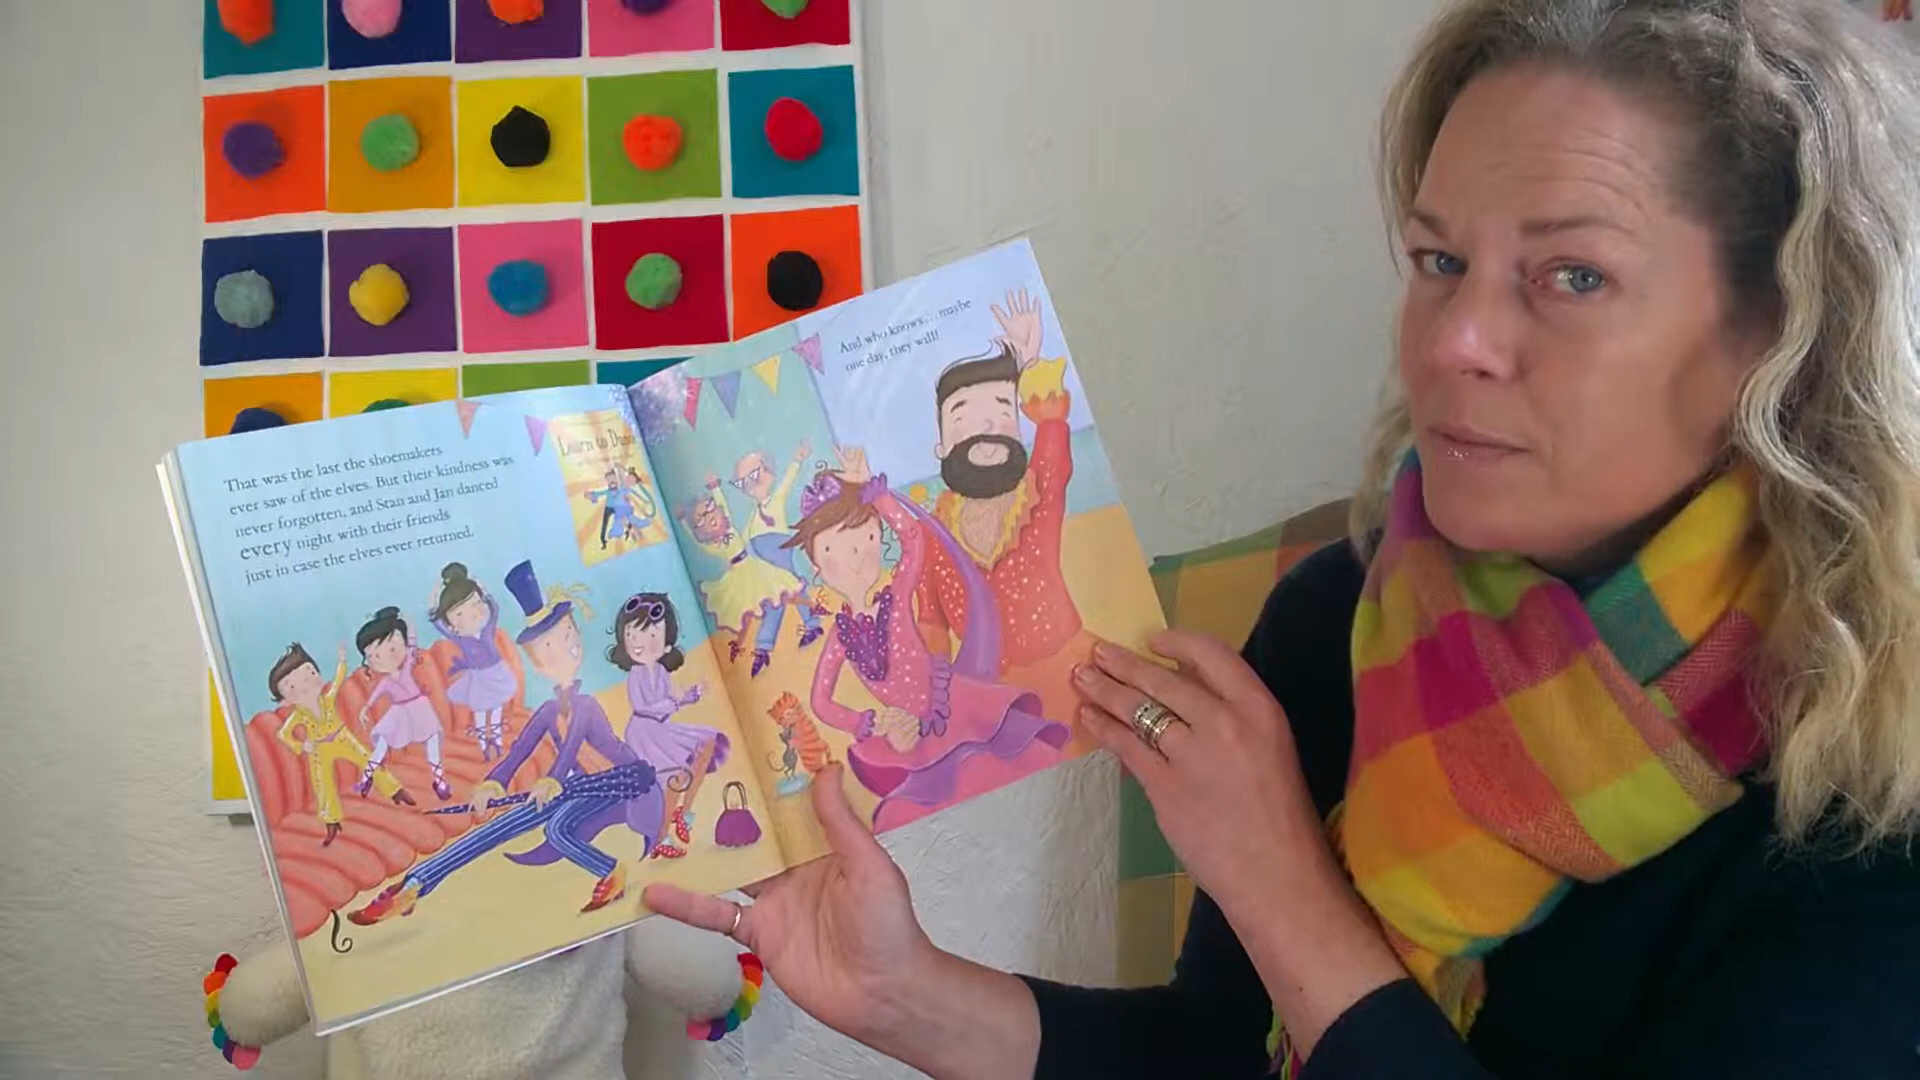 That was the last the shoemakers
ever saw of the elves. But their kindness was
never forgotten, and Stan and Jan danced
every night with their friends
just in case the elves ever returned.
Learn to Dance
And who knows... maybe
one day, they will!